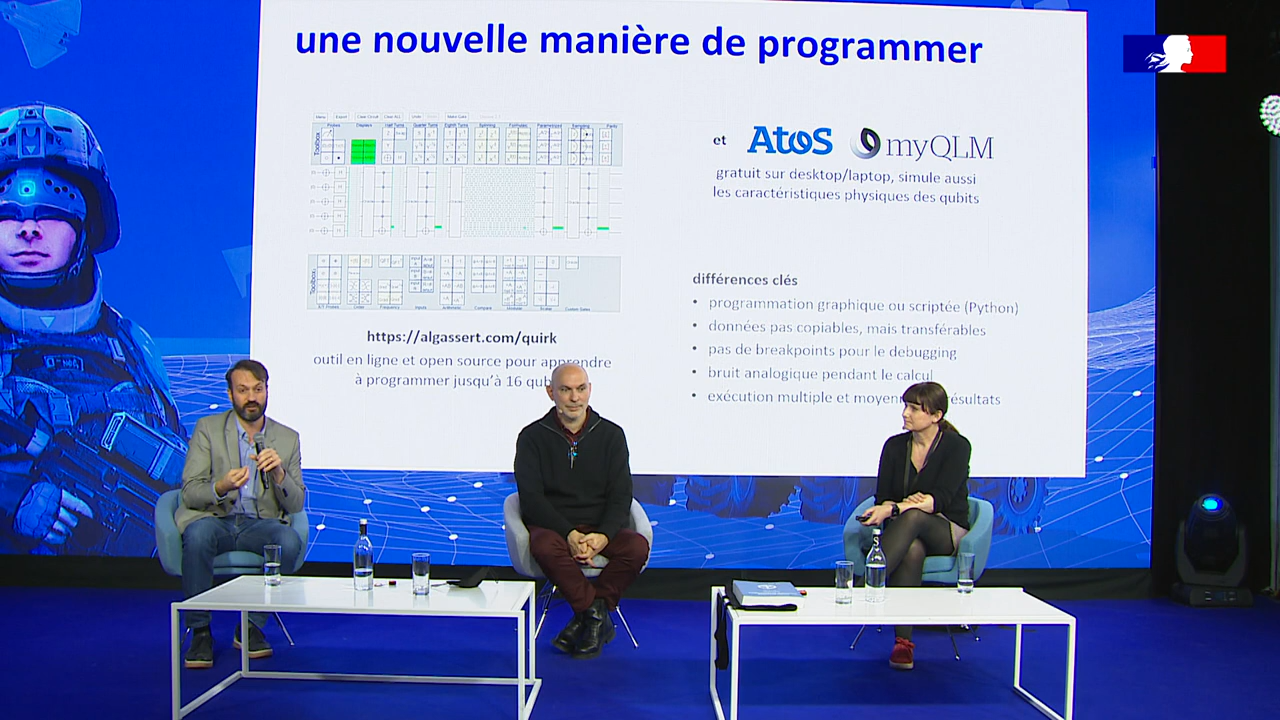 une nouvelle manière de programmer
et Atos myQLM
gratuit sur desktop/laptop, simule aussi
les caractéristiques physiques des qubits
Toolbox
Toolbox
https://algassert.com/quirk
outil en ligne et open source pour apprendre
à programmer jusqu'à 16
différences clés
• programmation graphique ou scriptée (Python)
• données pas copiables, mais transférables
• pas de breakpoints pour le debugging
• bruit analogique pendant le calcul
• exécution multiple et résultats